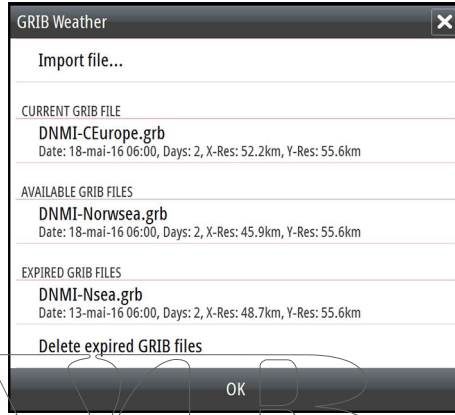 GRIB Weather
Import file...
CURRENT GRIB FILE
DNMI-CEurope.grb
Date: 18-mai-16 06:00, Days: 2, X-Res: 52.2km, Y-Res: 55.6km
AVAILABLE GRIB FILES
DNMI-Norwsea.grb
Date: 18-mai-16 06:00, Days: 2, X-Res: 45.9km, Y-Res: 55.6km
EXPIRED GRIB FILES
DNMI-Nsea.grb
Date: 13-mai-16 06:00, Days: 2, X-Res: 48.7km, Y-Res: 55.6km
Delete expired GRIB files
OK